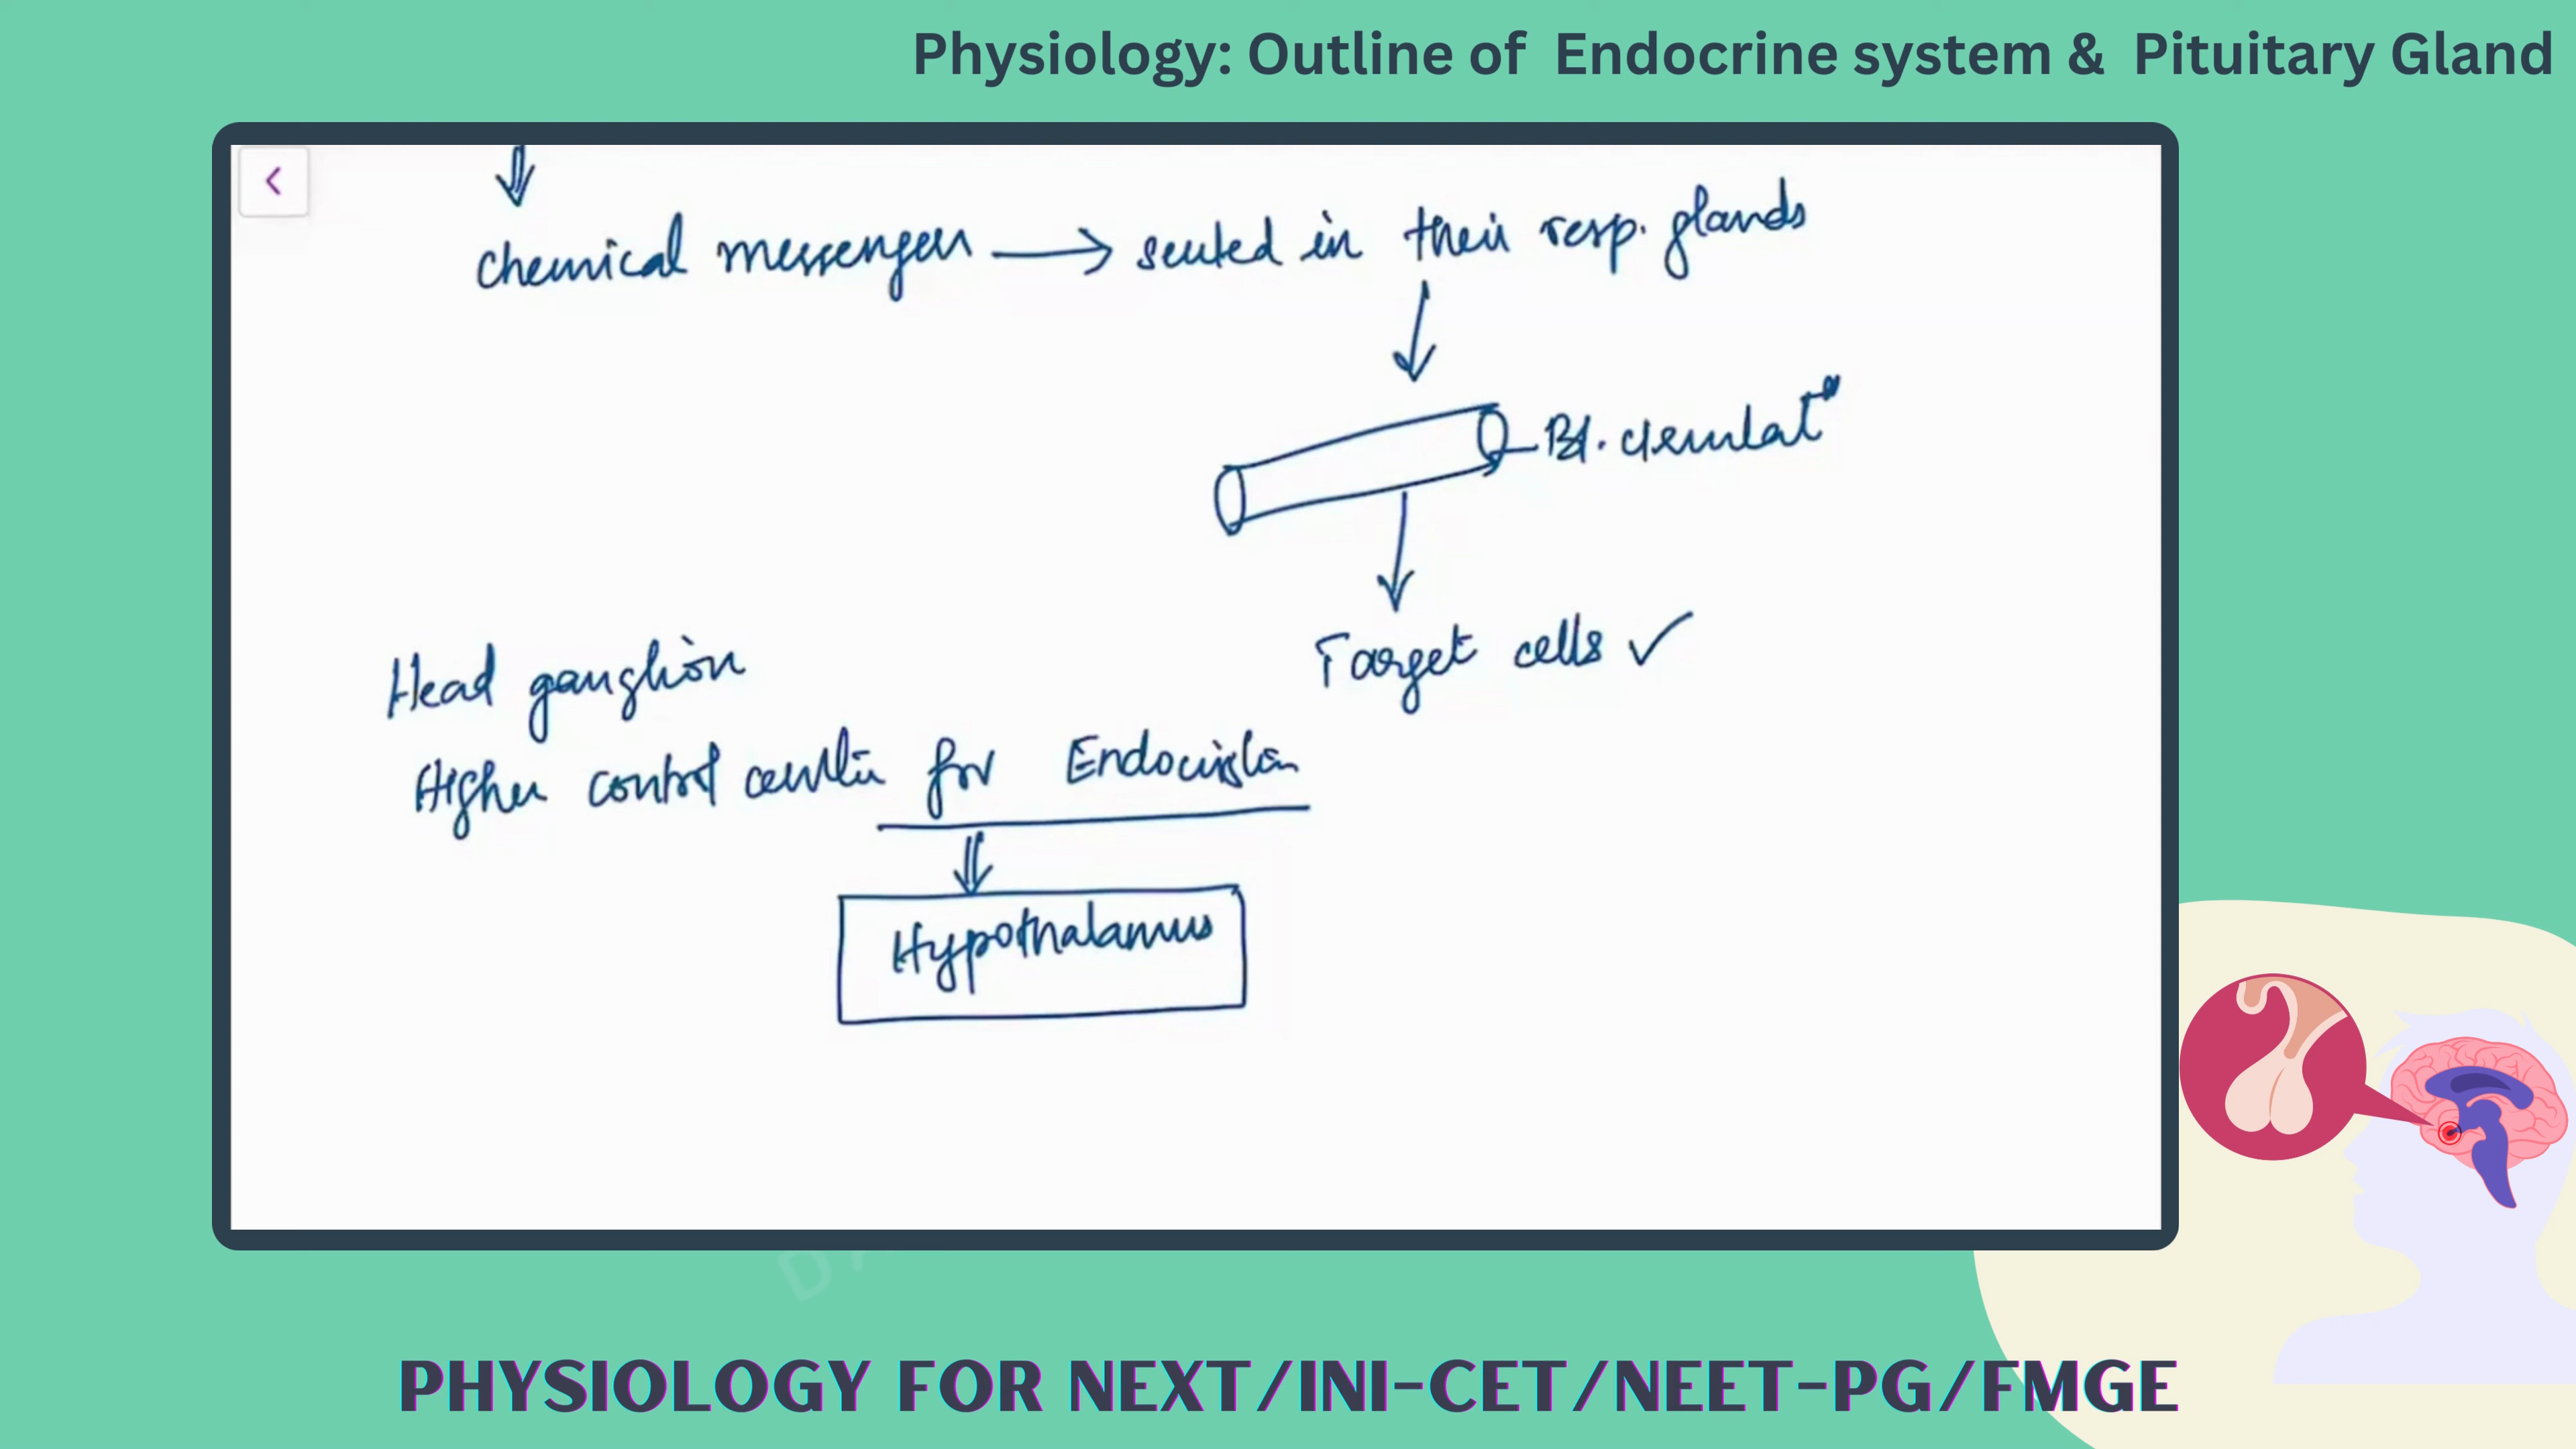 Physiology: Outline of Endocrine system & Pituitary Gland
chemical messengers → secreted in their resp. glands
Bl. circulatn
Target cells ✓
Head ganglion
Higher control centre for Endocrine
Hypothalamus
PHYSIOLOGY FOR NEXT/INI-CET/NEET-PG/FMGE